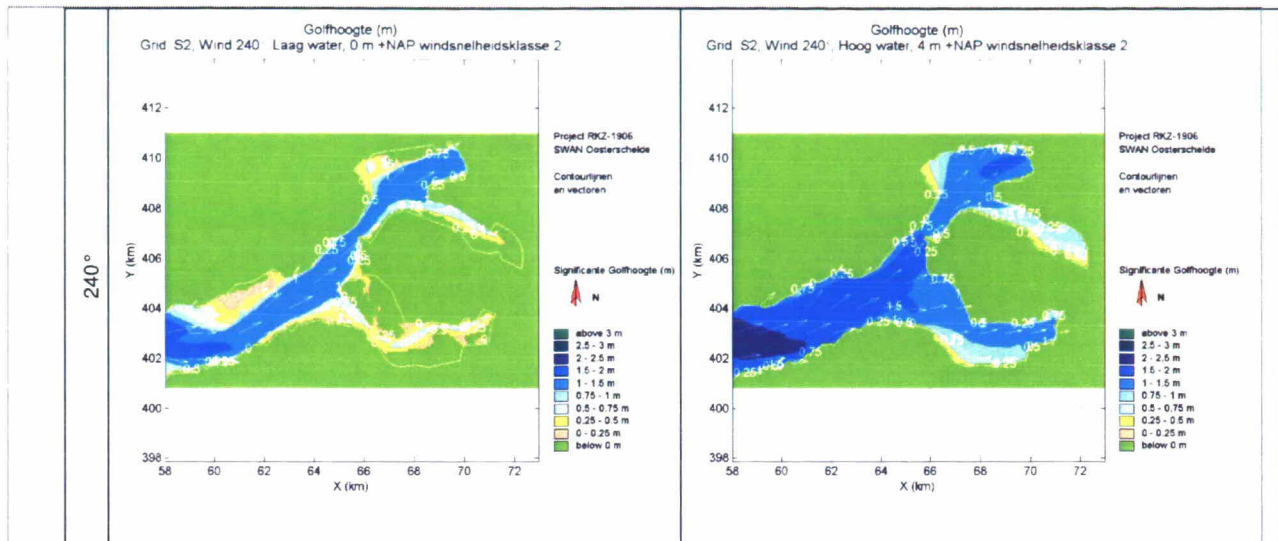 240°
Golfhoogte (m)
Grid S2, Wind 240 Laag water, 0 m +NAP windsnelheidsklasse 2
412
410
408
406
404
402
400
398
Y (km)
58
60
62
64
66
68
70
72
X (km)
Project RKZ-1906
SWAN Oosterschelde
Contourlijnen
en vectoren
Significante Golfhoogte (m)
N
above 3 m
2.5 - 3 m
2 - 2.5 m
1.5 - 2 m
1 - 1.5 m
0.75 - 1 m
0.5 - 0.75 m
0.25 - 0.5 m
0 - 0.25 m
below 0 m
Golfhoogte (m)
Grid S2, Wind 240°, Hoog water, 4 m +NAP windsnelheidsklasse 2
412
410
408
406
404
402
400
398
Y (km)
58
60
62
64
66
68
70
72
X (km)
Project RKZ-1906
SWAN Oosterschelde
Contourlijnen
en vectoren
Significante Golfhoogte (m)
N
above 3 m
2.5 - 3 m
2 - 2.5 m
1.5 - 2 m
1 - 1.5 m
0.75 - 1 m
0.5 - 0.75 m
0.25 - 0.5 m
0 - 0.25 m
below 0 m